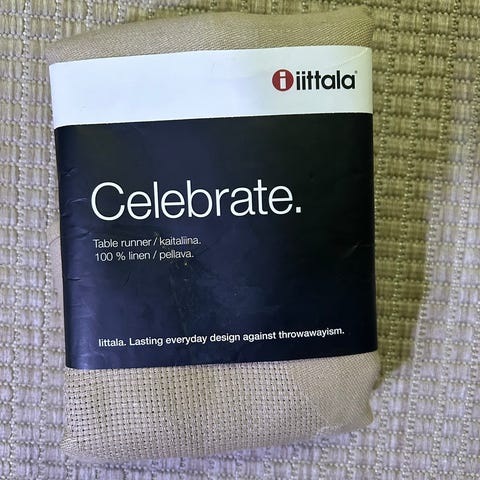 iittala
Celebrate.
Table runner / kaitaliina.
100 % linen / pellava.
Iittala. Lasting everyday design against throwawayism.